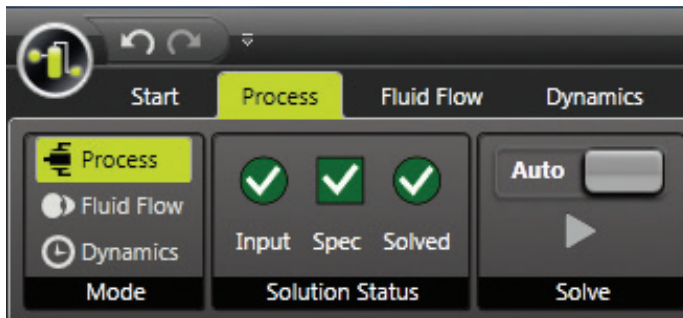 Start Process Fluid Flow Dynamics
Process
Fluid Flow
Dynamics
Mode
Input Spec Solved
Solution Status
Auto
Solve